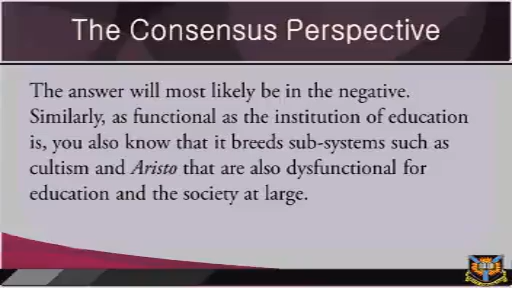 The Consensus Perspective
The answer will most likely be in the negative.
Similarly, as functional as the institution of education
is, you also know that it breeds sub-systems such as
cultism and Aristo that are also dysfunctional for
education and the society at large.